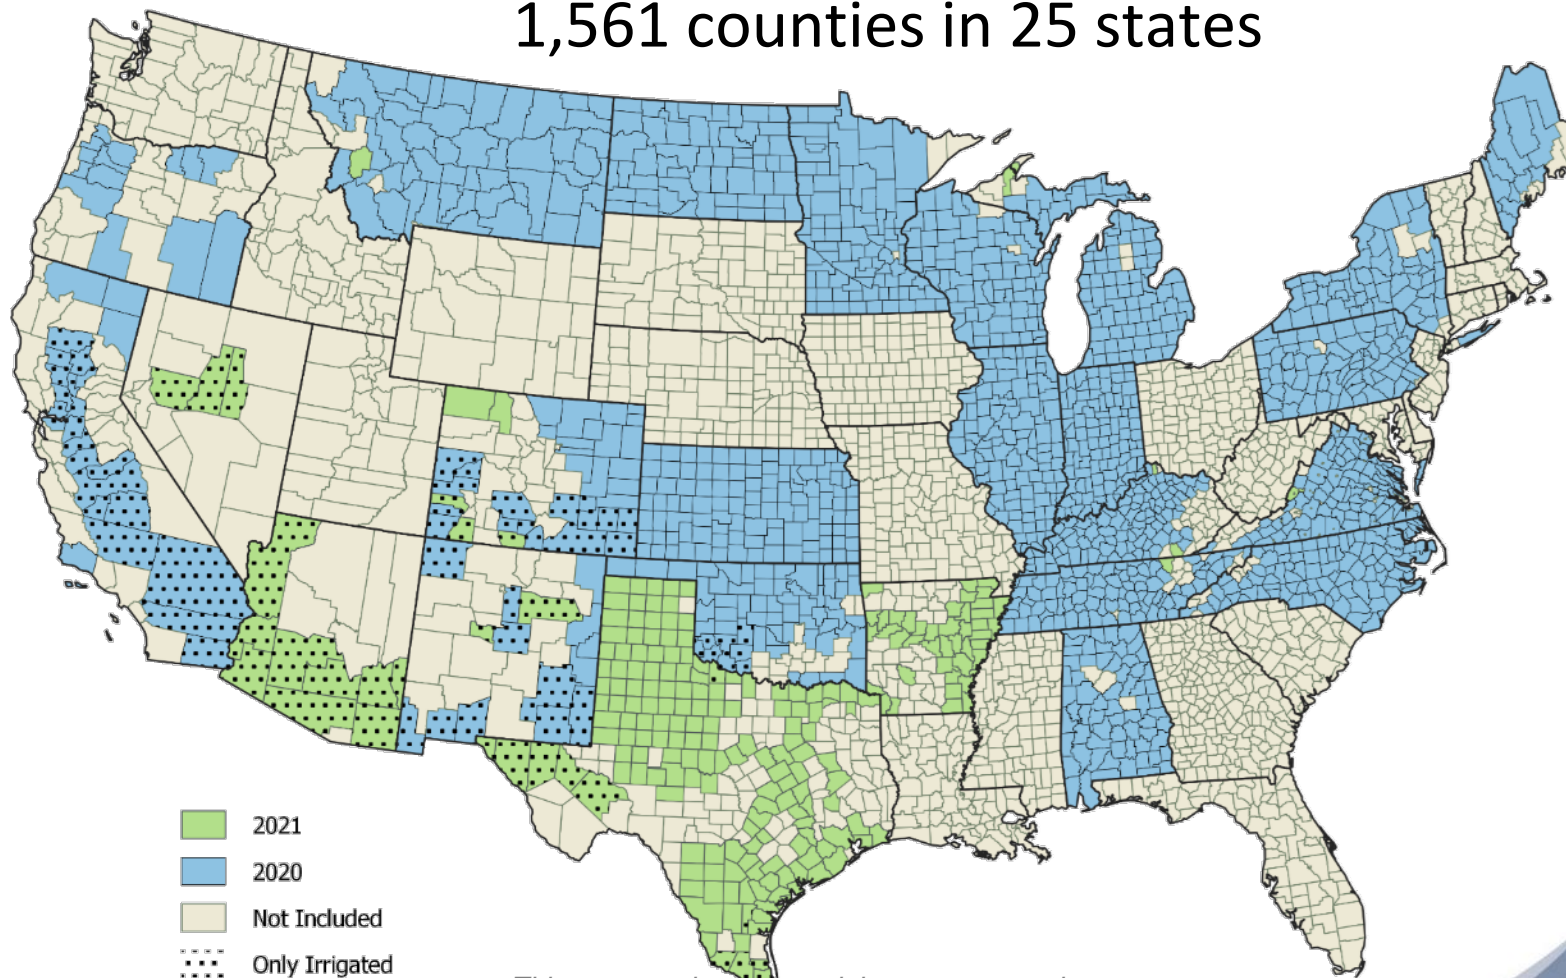 1,561 counties in 25 states
2021
2020
Not Included
Only Irrigated